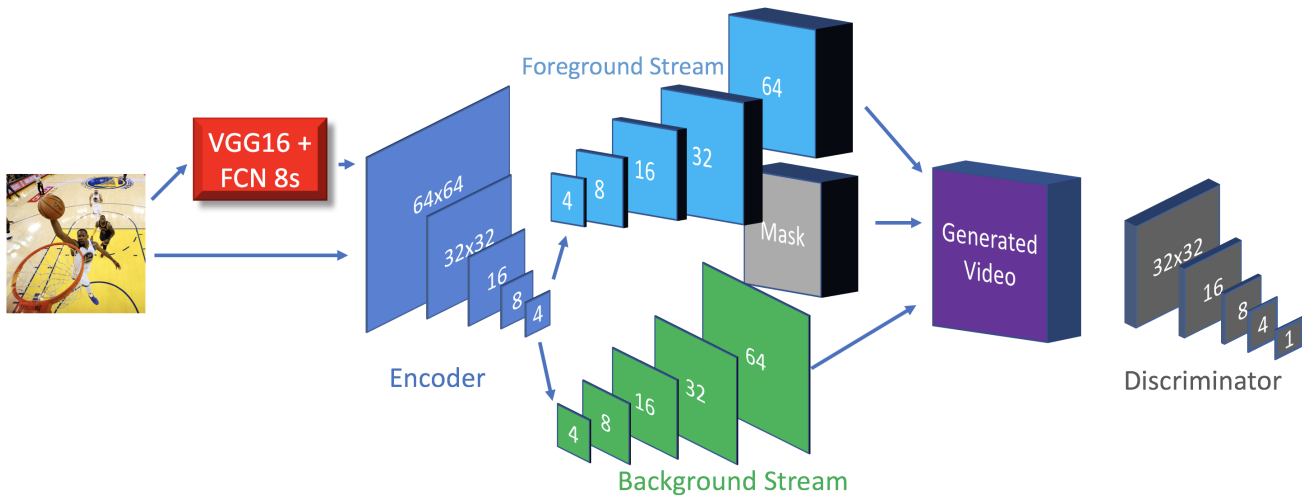 Foreground Stream
VGG16 +
FCN 8s
64x64
32x32
16
8
4
Encoder
4
8
16
32
64
Mask
4
8
16
32
64
Background Stream
Generated
Video
32x32
16
8
4
1
Discriminator